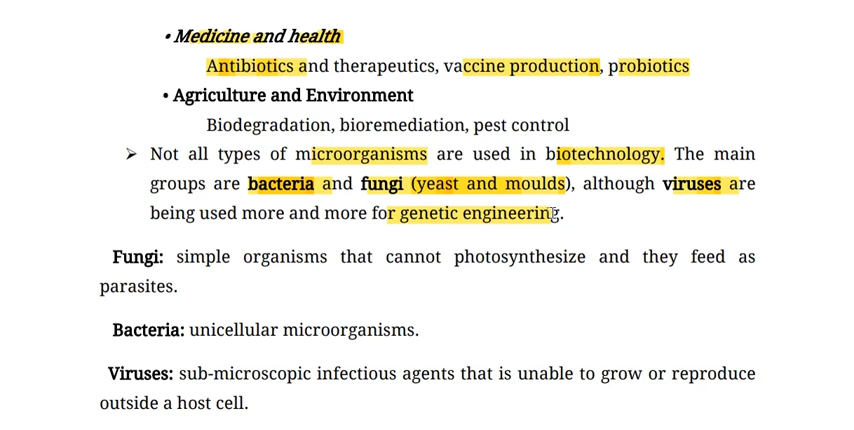 • Medicine and health
Antibiotics and therapeutics, vaccine production, probiotics
• Agriculture and Environment
Biodegradation, bioremediation, pest control
➢ Not all types of microorganisms are used in biotechnology. The main
groups are bacteria and fungi (yeast and moulds), although viruses are
being used more and more for genetic engineering.
Fungi: simple organisms that cannot photosynthesize and they feed as
parasites.
Bacteria: unicellular microorganisms.
Viruses: sub-microscopic infectious agents that is unable to grow or reproduce
outside a host cell.